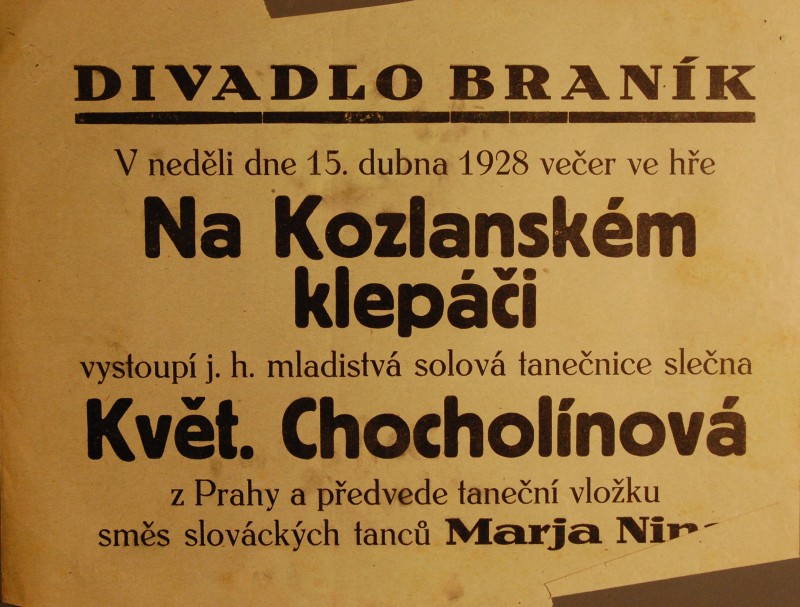 DIVADLO BRANÍK
V neděli dne 15. dubna 1928 večer ve hře
Na Kozlanském
klepáči
vystoupí j. h. mladistvá solová tanečnice slečna
Květ. Chocholínová
z Prahy a předvede taneční vložku
směs slováckých tanců Marja